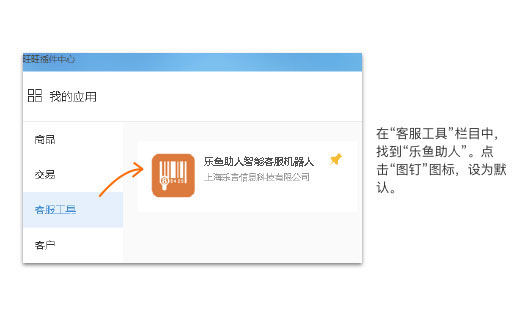 旺旺插件中心
我的应用
商品
交易
客服工具
客户
乐鱼助人智能客服机器人
上海乐言信息科技有限公司
在“客服工具”栏目中，
找到“乐鱼助人”。点
击“图钉”图标，设为默
认。